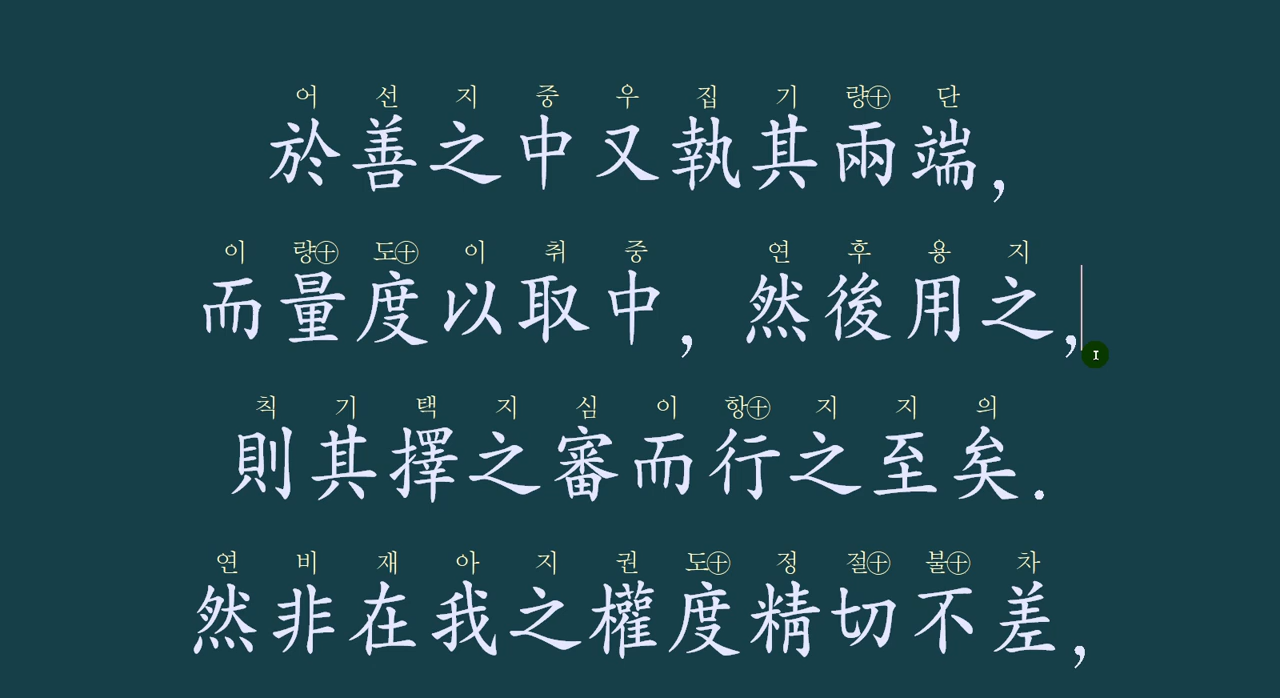 어 선 지 중 우 집 기 량㊉ 단
於善之中又執其兩端,
이 량㊉ 도㊉ 이 취 중 연 후 용 지
而量度以取中, 然後用之,
칙 기 택 지 심 이 항㊉ 지 지 의
則其擇之審而行之至矣.
연 비 재 아 지 권 도㊉ 정 절㊉ 불㊉ 차
然非在我之權度精切不差,